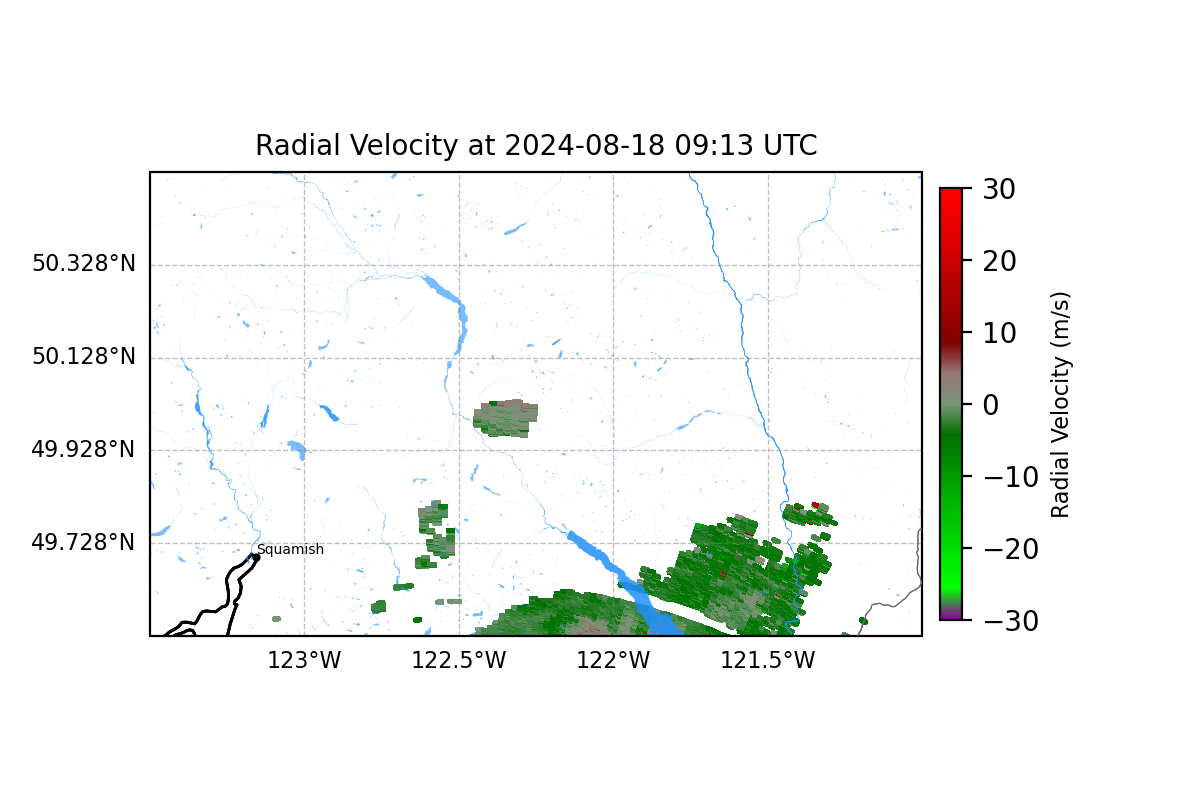 Radial Velocity at 2024-08-18 09:13 UTC
50.328°N
50.128°N
49.928°N
49.728°N
Squamish
123°W
122.5°W
122°W
121.5°W
30
20
10
0
−10
−20
−30
Radial Velocity (m/s)